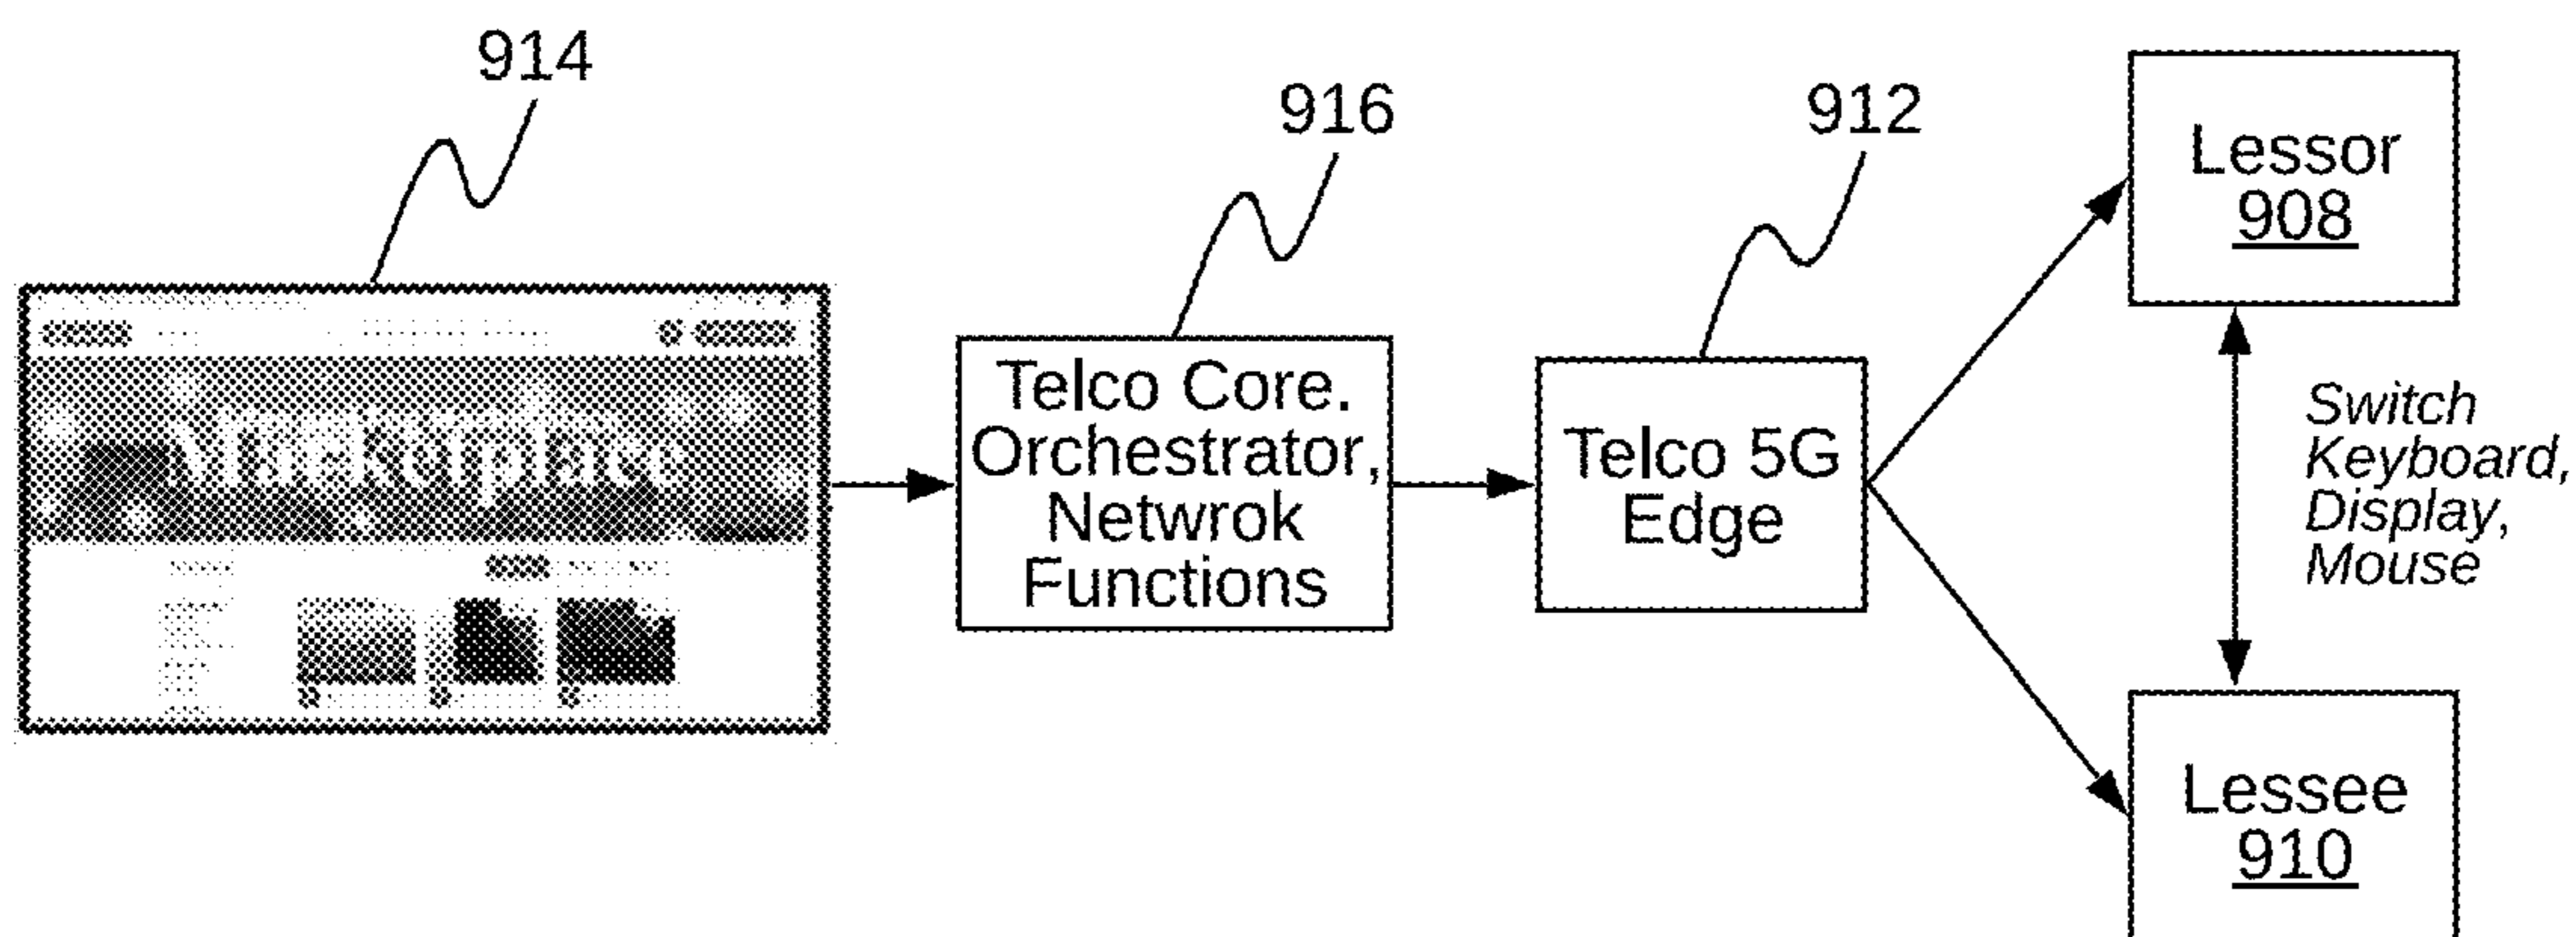 914
916
912
Lessor
908
Marketplace
Telco Core.
Orchestrator,
Netwrok
Functions
Telco 5G
Edge
Switch
Keyboard,
Display,
Mouse
Lessee
910